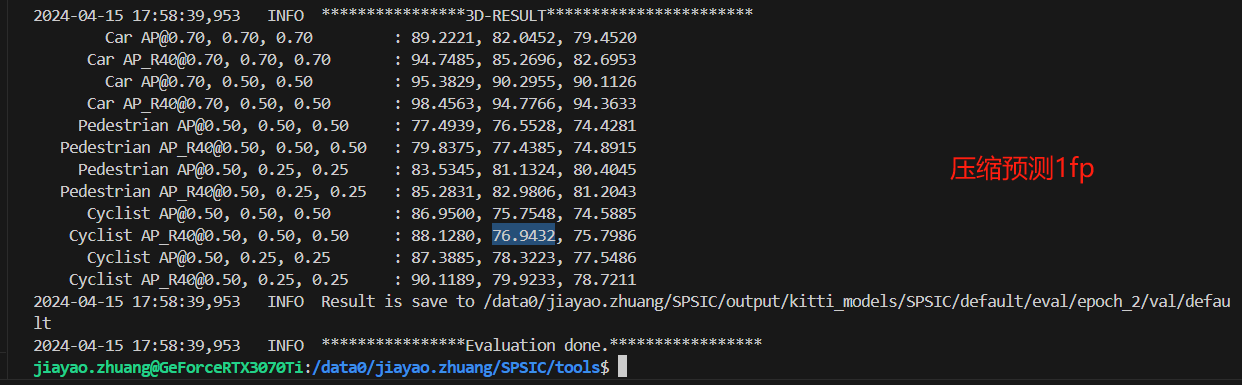 2024-04-15 17:58:39,953 INFO ****************3D-RESULT***********************
Car AP@0.70, 0.70, 0.70 : 89.2221, 82.0452, 79.4520
Car AP_R40@0.70, 0.70, 0.70 : 94.7485, 85.2696, 82.6953
Car AP@0.70, 0.50, 0.50 : 95.3829, 90.2955, 90.1126
Car AP_R40@0.70, 0.50, 0.50 : 98.4563, 94.7766, 94.3633
Pedestrian AP@0.50, 0.50, 0.50 : 77.4939, 76.5528, 74.4281
Pedestrian AP_R40@0.50, 0.50, 0.50 : 79.8375, 77.4385, 74.8915
Pedestrian AP@0.50, 0.25, 0.25 : 83.5345, 81.1324, 80.4045
Pedestrian AP_R40@0.50, 0.25, 0.25 : 85.2831, 82.9806, 81.2043
Cyclist AP@0.50, 0.50, 0.50 : 86.9500, 75.7548, 74.5885
Cyclist AP_R40@0.50, 0.50, 0.50 : 88.1280, 76.9432, 75.7986
Cyclist AP@0.50, 0.25, 0.25 : 87.3885, 78.3223, 77.5486
Cyclist AP_R40@0.50, 0.25, 0.25 : 90.1189, 79.9233, 78.7211
2024-04-15 17:58:39,953 INFO Result is save to /data0/jiayao.zhuang/SPSIC/output/kitti_models/SPSIC/default/eval/epoch_2/val/defau
lt
2024-04-15 17:58:39,953 INFO ****************Evaluation done.*****************
jiayao.zhuang@GeForceRTX3070Ti:/data0/jiayao.zhuang/SPSIC/tools$
压缩预测1fp